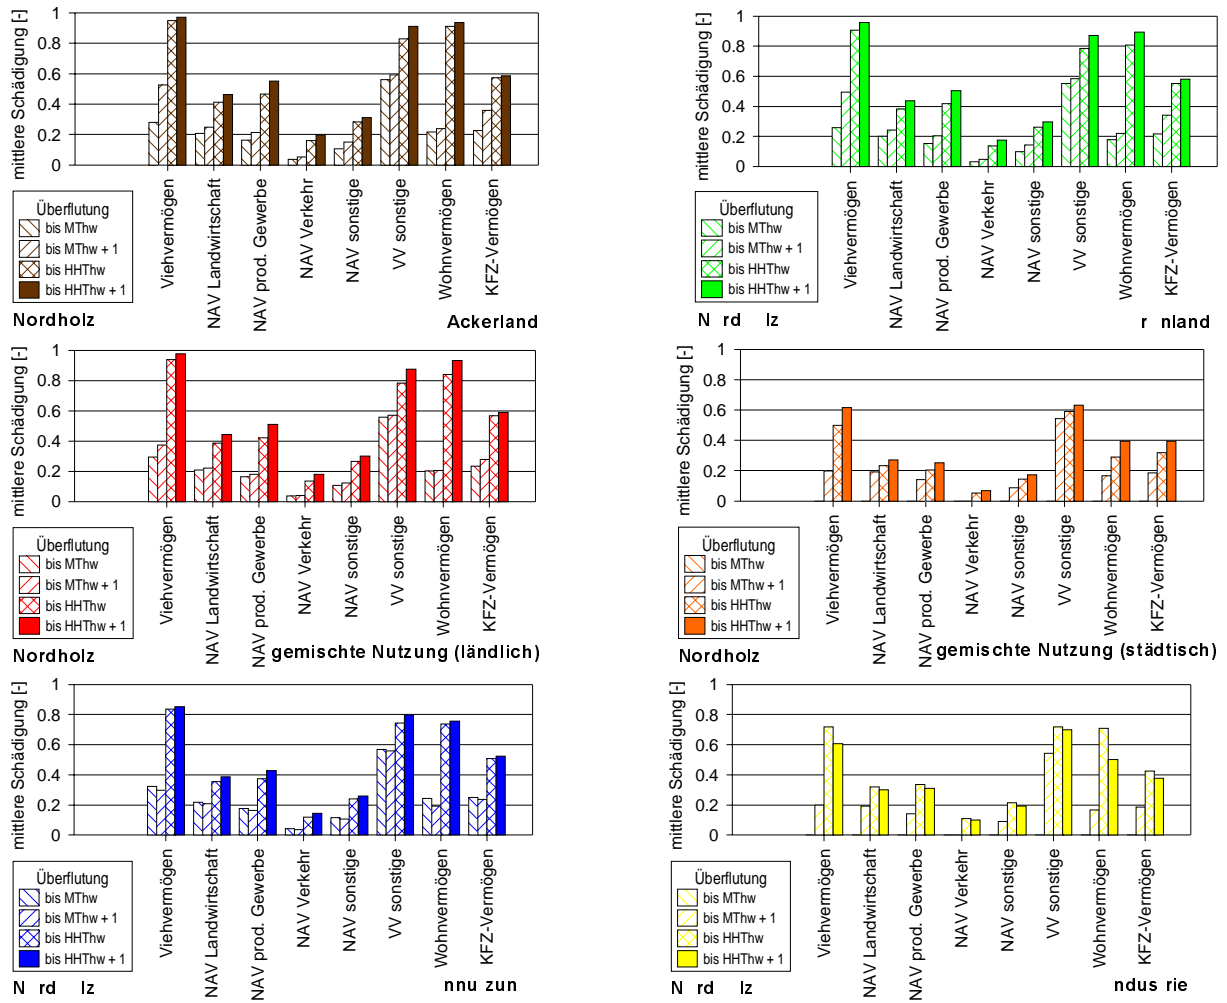 mittlere Schädigung [-]
1
0.8
0.6
0.4
0.2
0
Viehvermögen
NAV Landwirtschaft
NAV prod. Gewerbe
NAV Verkehr
NAV sonstige
VV sonstige
Wohnvermögen
KFZ-Vermögen
Überflutung
bis MThw
bis MThw + 1
bis HHThw
bis HHThw + 1
Nordholz
Ackerland
mittlere Schädigung [-]
1
0.8
0.6
0.4
0.2
0
Viehvermögen
NAV Landwirtschaft
NAV prod. Gewerbe
NAV Verkehr
NAV sonstige
VV sonstige
Wohnvermögen
KFZ-Vermögen
Überflutung
bis MThw
bis MThw + 1
bis HHThw
bis HHThw + 1
N rd lz
r nland
mittlere Schädigung [-]
1
0.8
0.6
0.4
0.2
0
Viehvermögen
NAV Landwirtschaft
NAV prod. Gewerbe
NAV Verkehr
NAV sonstige
VV sonstige
Wohnvermögen
KFZ-Vermögen
Überflutung
bis MThw
bis MThw + 1
bis HHThw
bis HHThw + 1
Nordholz
gemischte Nutzung (ländlich)
mittlere Schädigung [-]
1
0.8
0.6
0.4
0.2
0
Viehvermögen
NAV Landwirtschaft
NAV prod. Gewerbe
NAV Verkehr
NAV sonstige
VV sonstige
Wohnvermögen
KFZ-Vermögen
Überflutung
bis MThw
bis MThw + 1
bis HHThw
bis HHThw + 1
Nordholz
gemischte Nutzung (städtisch)
mittlere Schädigung [-]
1
0.8
0.6
0.4
0.2
0
Viehvermögen
NAV Landwirtschaft
NAV prod. Gewerbe
NAV Verkehr
NAV sonstige
VV sonstige
Wohnvermögen
KFZ-Vermögen
Überflutung
bis MThw
bis MThw + 1
bis HHThw
bis HHThw + 1
N rd lz
nnu zun
mittlere Schädigung [-]
1
0.8
0.6
0.4
0.2
0
Viehvermögen
NAV Landwirtschaft
NAV prod. Gewerbe
NAV Verkehr
NAV sonstige
VV sonstige
Wohnvermögen
KFZ-Vermögen
Überflutung
bis MThw
bis MThw + 1
bis HHThw
bis HHThw + 1
N rd lz
ndus rie